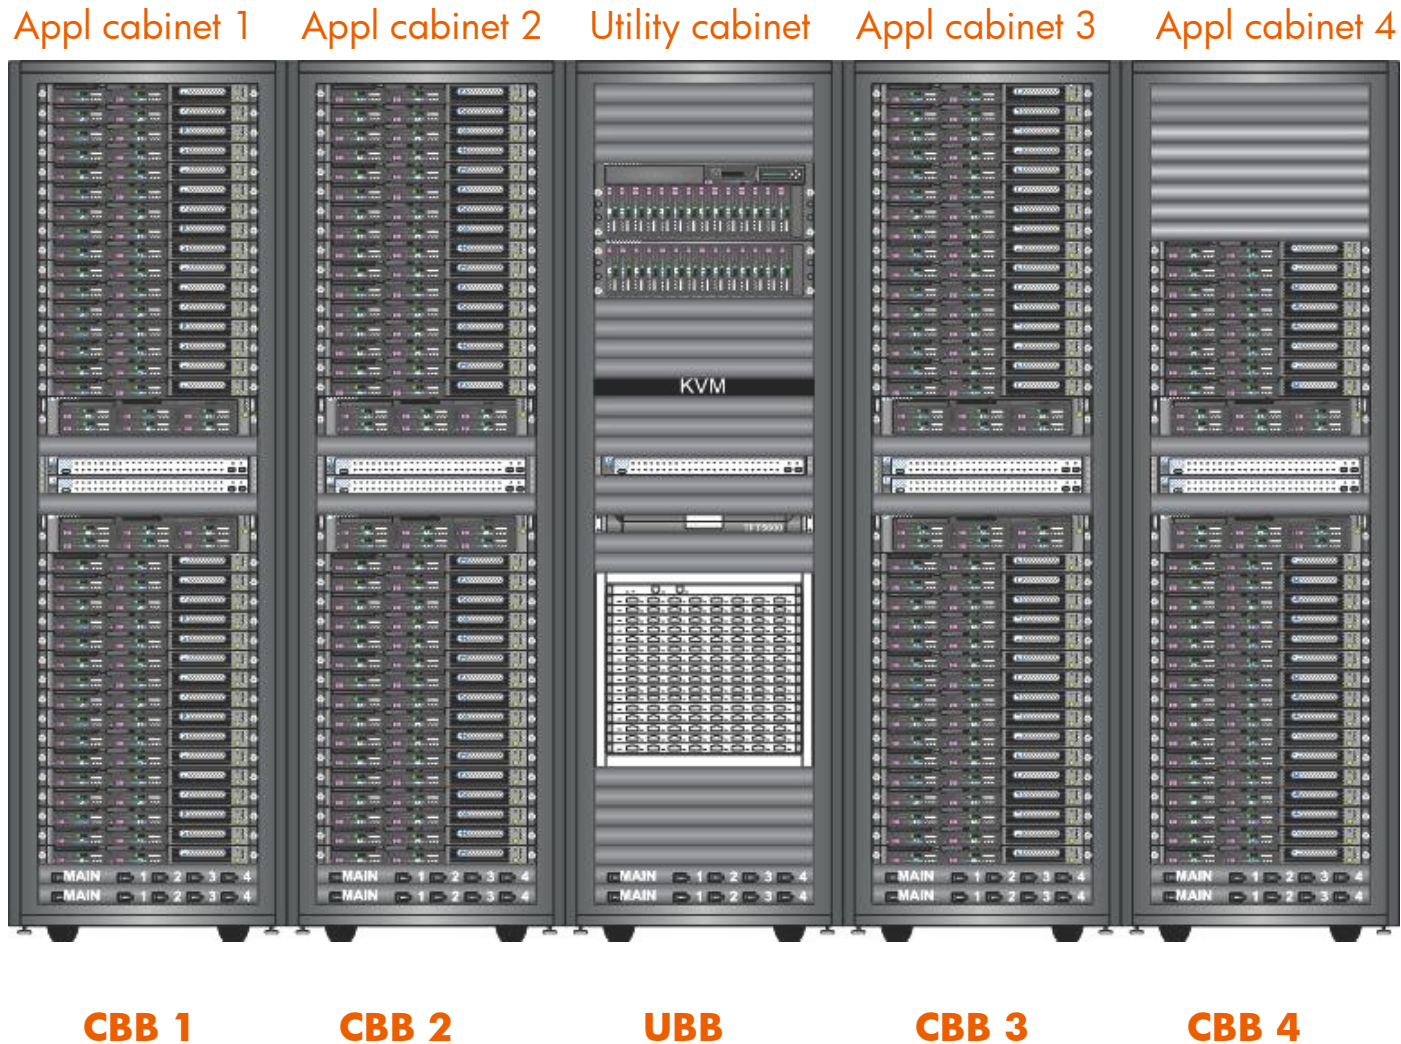 Appl cabinet 1 Appl cabinet 2 Utility cabinet Appl cabinet 3 Appl cabinet 4
KVM
TFT5600
MAIN 1 2 3 4 MAIN 1 2 3 4 MAIN 1 2 3 4 MAIN 1 2 3 4 MAIN 1 2 3 4
MAIN 1 2 3 4 MAIN 1 2 3 4 MAIN 1 2 3 4 MAIN 1 2 3 4 MAIN 1 2 3 4
CBB 1 CBB 2 UBB CBB 3 CBB 4